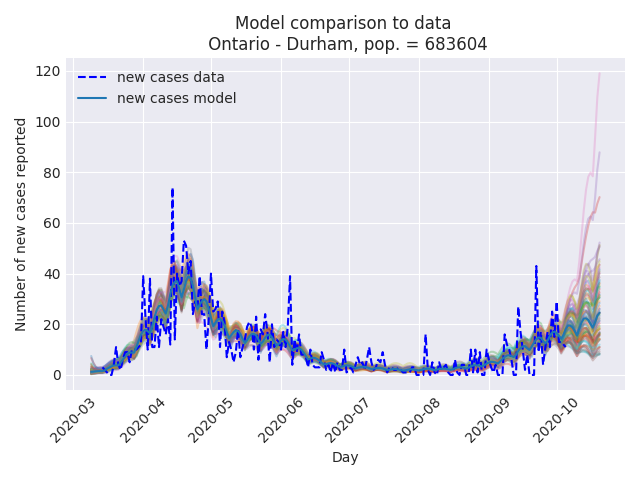 Model comparison to data
Ontario - Durham, pop. = 683604
new cases data
new cases model
Number of new cases reported
120
100
80
60
40
20
0
2020-03
2020-04
2020-05
2020-06
2020-07
2020-08
2020-09
2020-10
Day